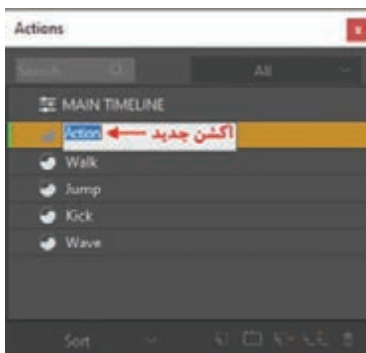 Actions
x
Search
All
MAIN TIMELINE
Action اکشن جدید
Walk
Jump
Kick
Wave
Sort